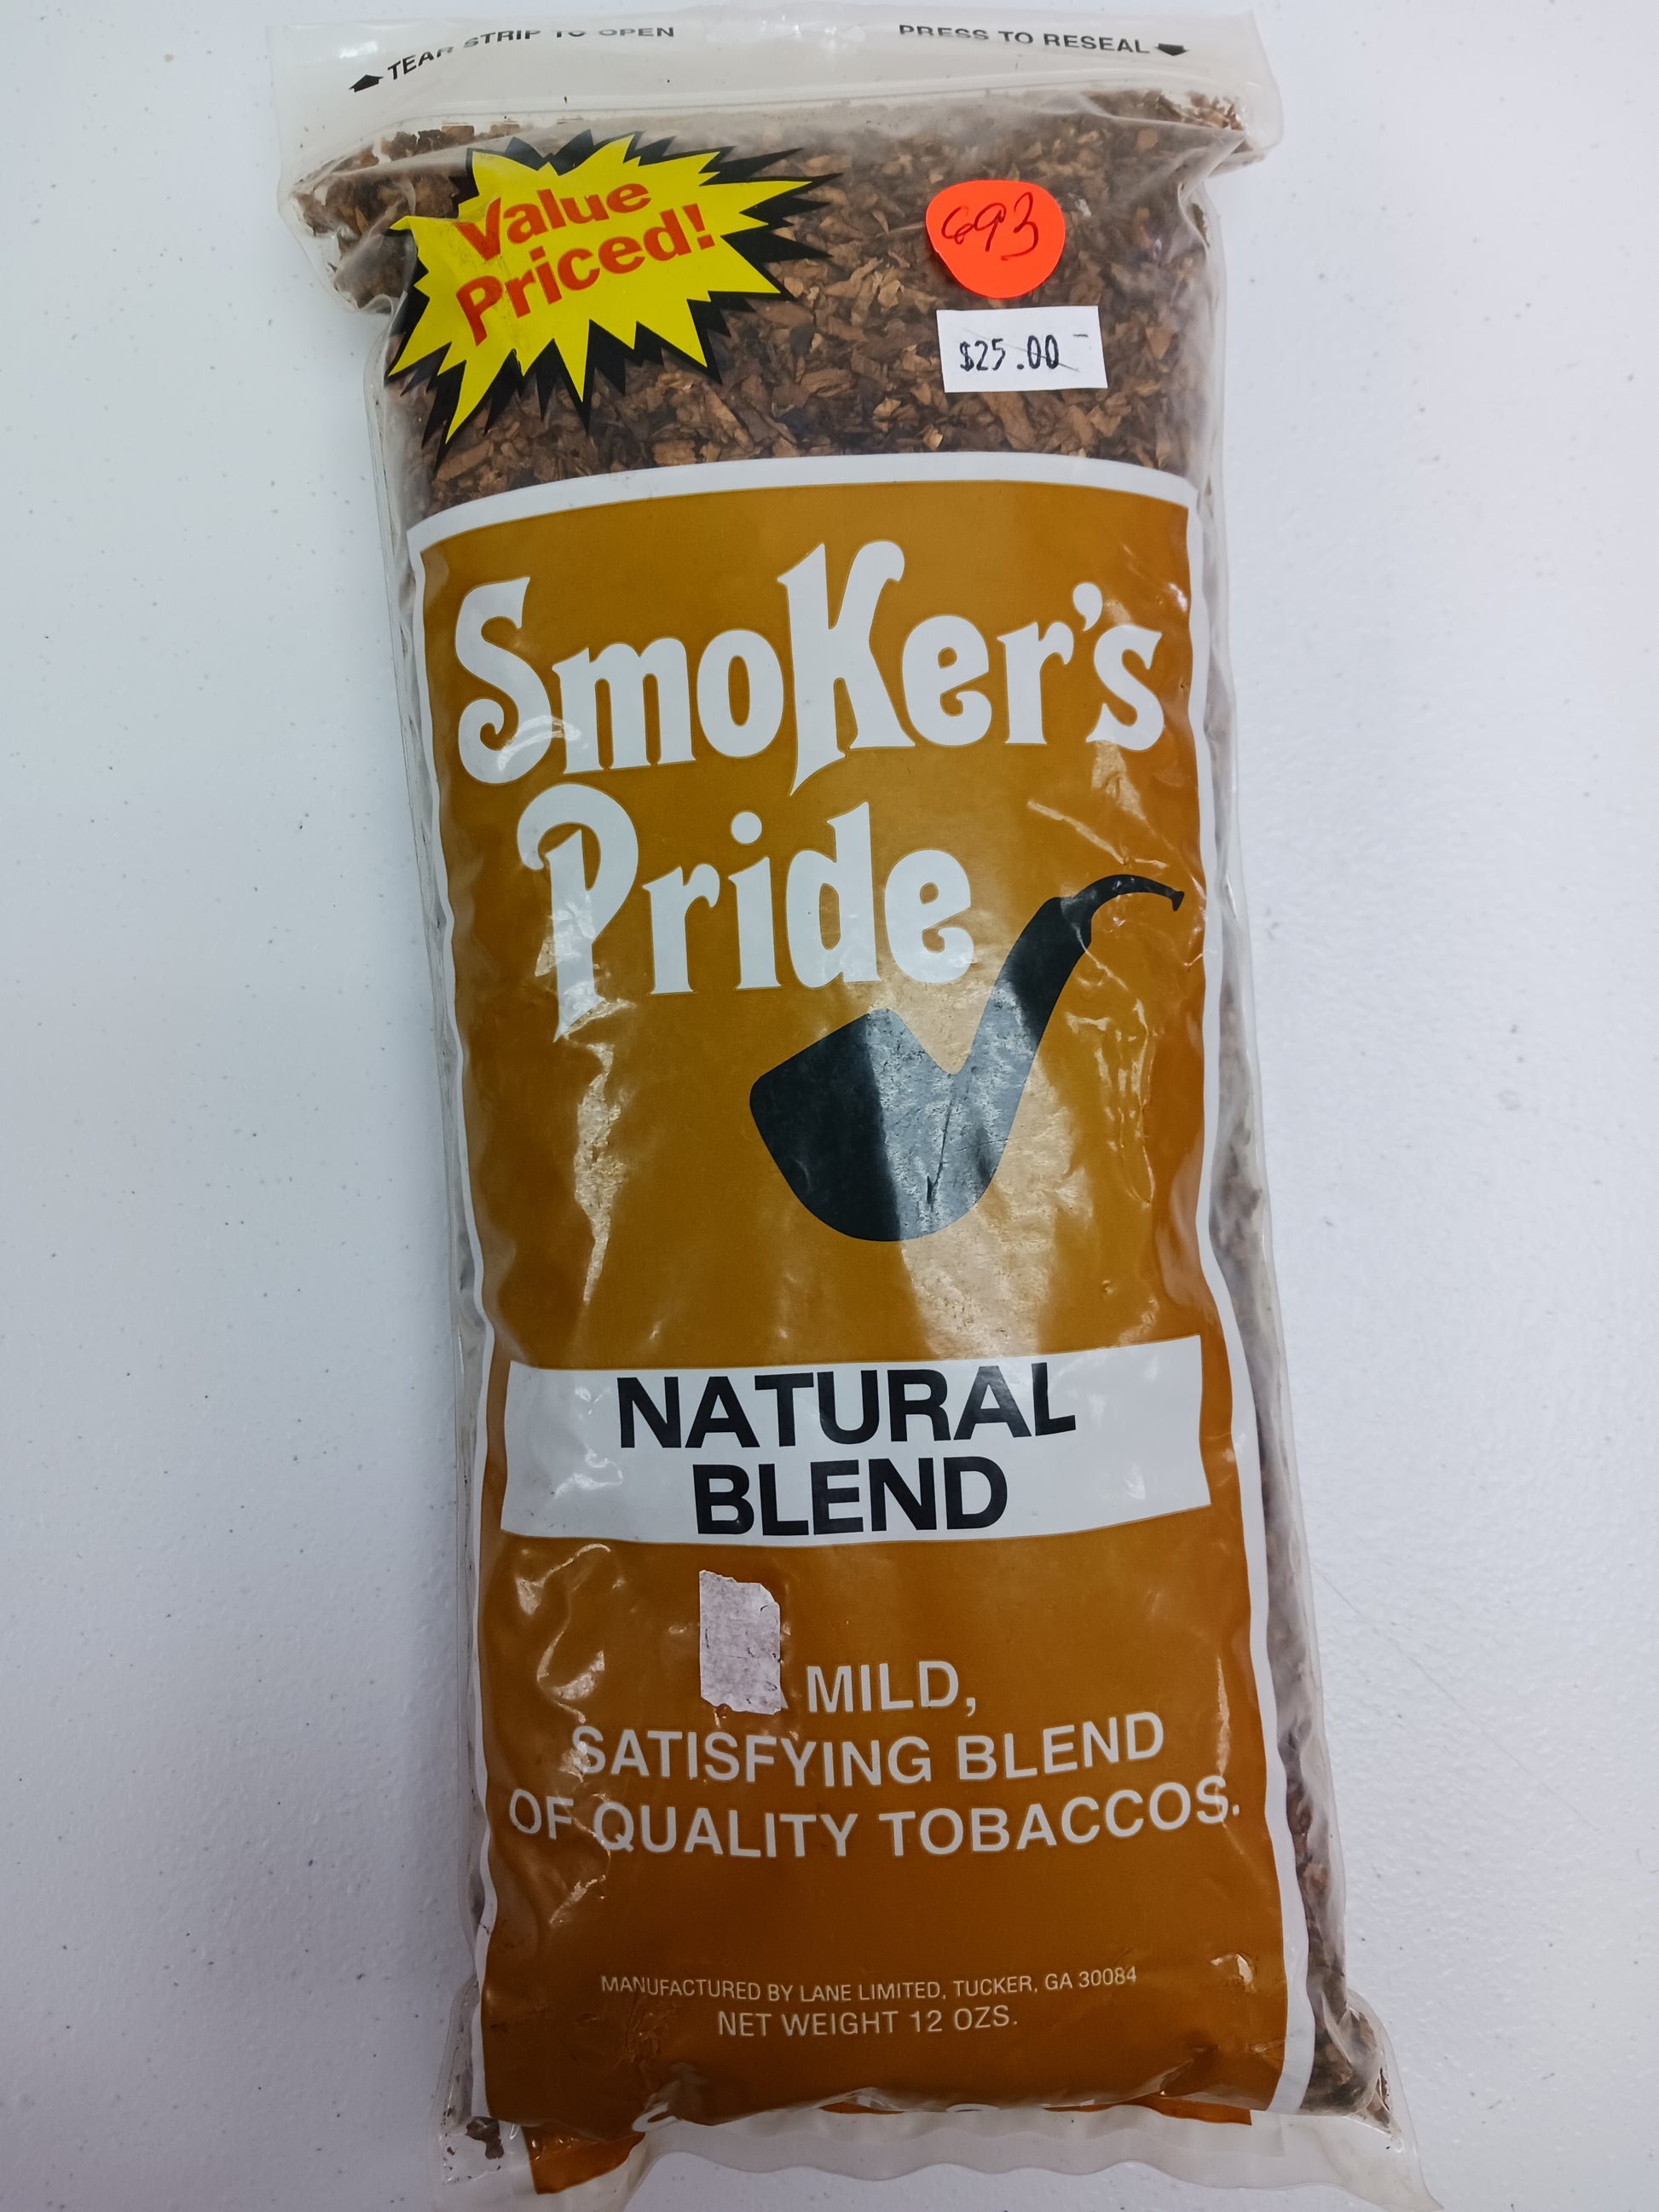 TEAR STRIP TO OPEN
PRESS TO RESEAL
Value
Priced!
693
$25.00
Smoker's
Pride
NATURAL
BLEND
MILD,
SATISFYING BLEND
OF QUALITY TOBACCOS.
MANUFACTURED BY LANE LIMITED, TUCKER, GA 30084
NET WEIGHT 12 OZS.